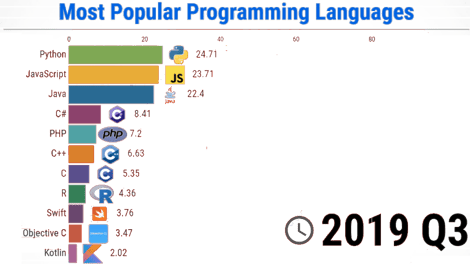 Most Popular Programming Languages
0 20 40 60 80
Python 24.71
JavaScript JS 23.71
Java Java 22.4
C# C 8.41
PHP php 7.2
C++ C 6.63
C C 5.35
R R 4.36
Swift 3.76
Objective C 3.47
Kotlin 2.02
2019 Q3